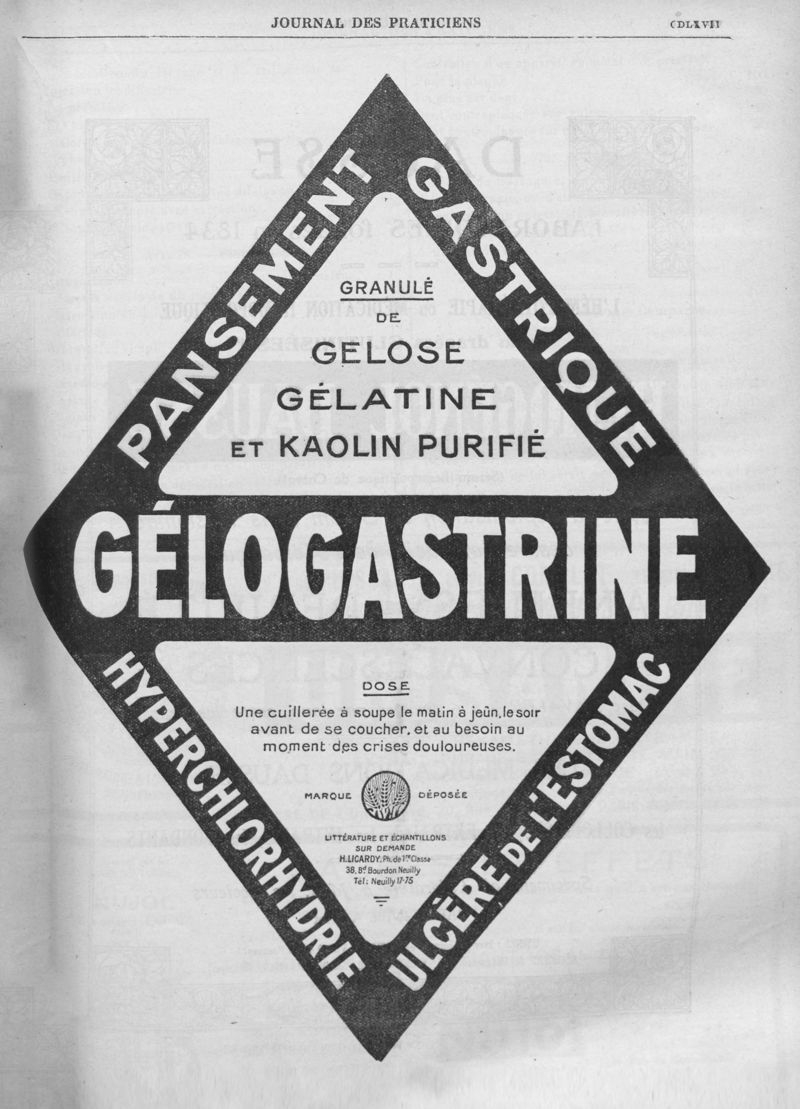 JOURNAL DES PRATICIENS
CDLXVII
PANSEMENT GASTRIQUE
GRANULÉ
DE
GELOSE
GÉLATINE
ET KAOLIN PURIFIÉ
GÉLOGASTRINE
DOSE
Une cuillerée à soupe le matin à jeûn, le soir
avant de se coucher, et au besoin au
moment des crises douloureuses.
MARQUE DÉPOSÉE
LITTÉRATURE ET ÉCHANTILLONS
SUR DEMANDE
H. LICARDY, Ph. de 1re Classe
38, Bd Bourdon Neuilly
Tél: Neuilly 17-75
HYPERCHLORHYDRIE
ULCÈRE DE L'ESTOMAC